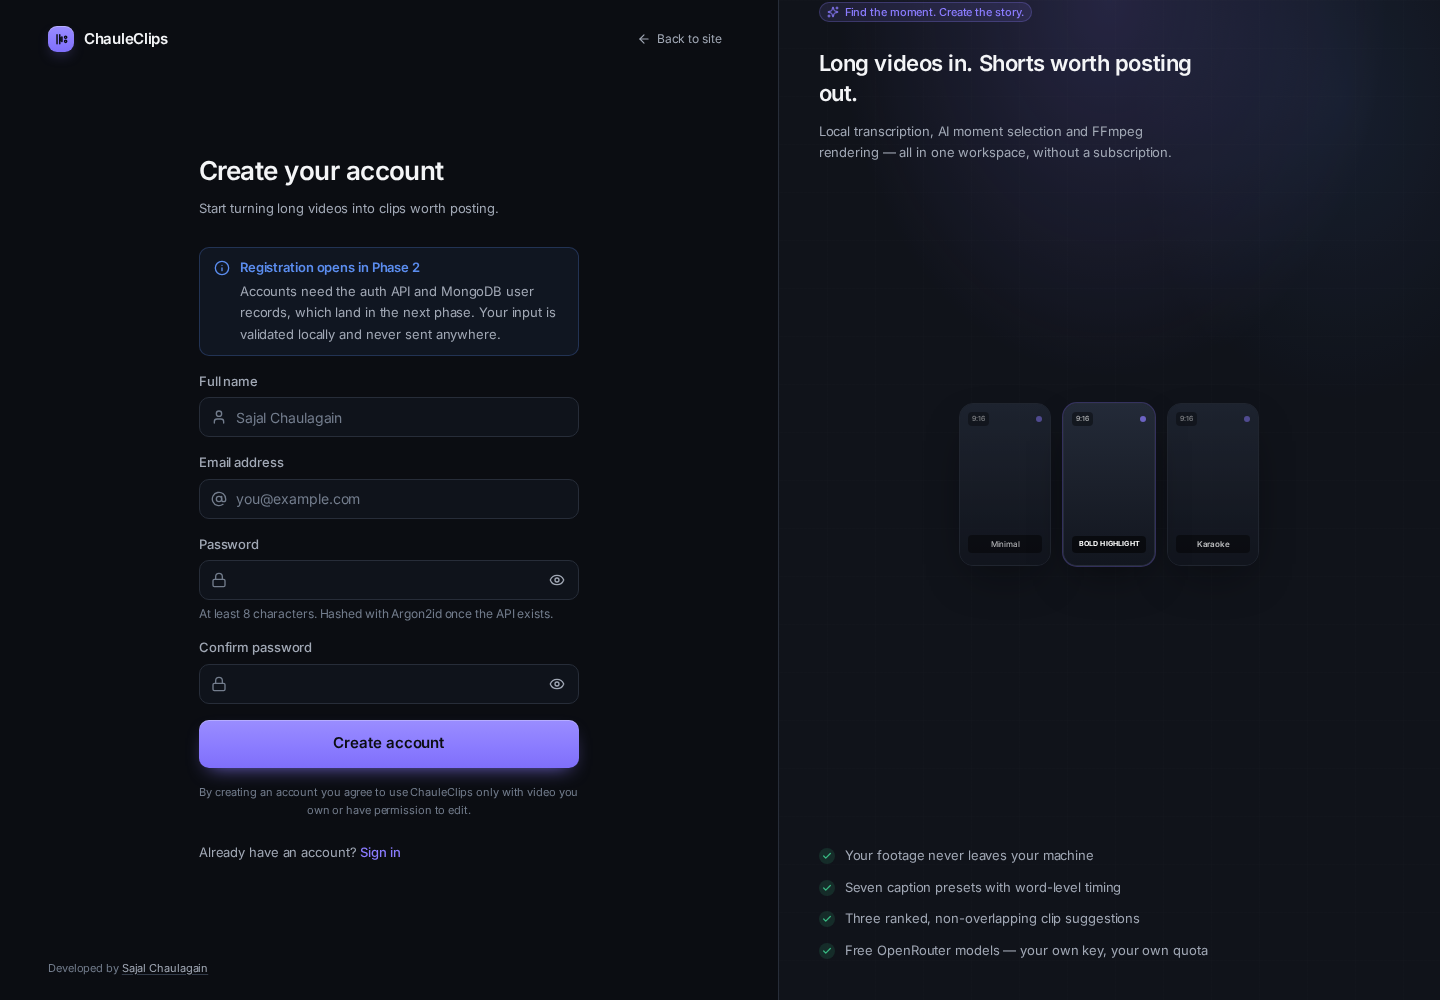 ChauleClips
Back to site
Create your account
Start turning long videos into clips worth posting.
Registration opens in Phase 2
Accounts need the auth API and MongoDB user
records, which land in the next phase. Your input is
validated locally and never sent anywhere.
Full name
Sajal Chaulagain
Email address
you@example.com
Password
At least 8 characters. Hashed with Argon2id once the API exists.
Confirm password
Create account
By creating an account you agree to use ChauleClips only with video you
own or have permission to edit.
Already have an account? Sign in
Developed by Sajal Chaulagain
Find the moment. Create the story.
Long videos in. Shorts worth posting
out.
Local transcription, AI moment selection and FFmpeg
rendering — all in one workspace, without a subscription.
9:16
Minimal
9:16
BOLD HIGHLIGHT
9:16
Karaoke
Your footage never leaves your machine
Seven caption presets with word-level timing
Three ranked, non-overlapping clip suggestions
Free OpenRouter models — your own key, your own quota